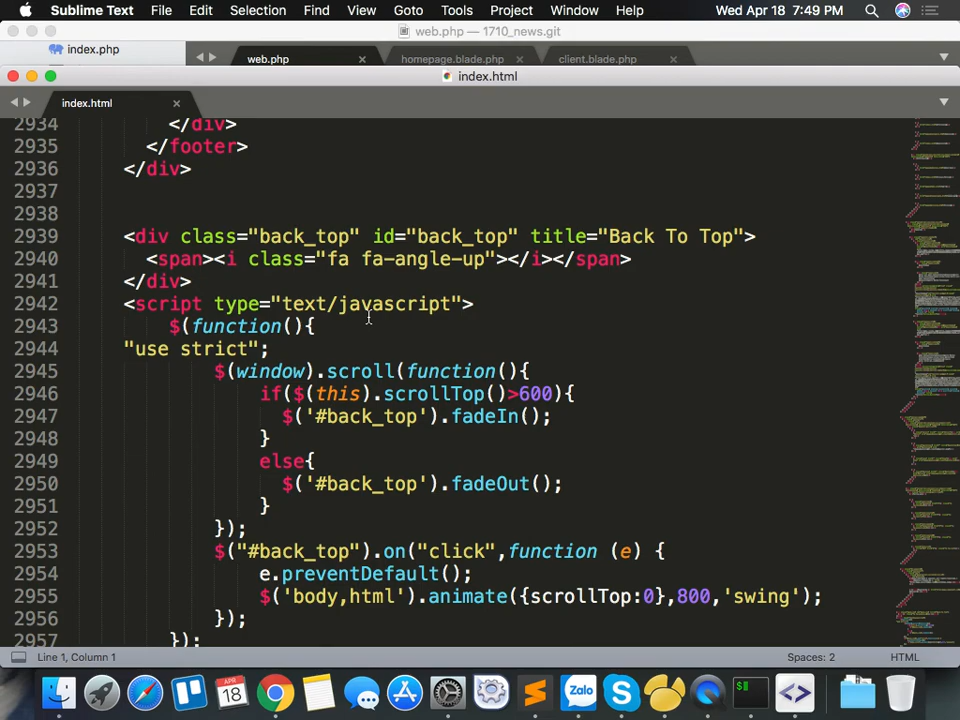 Sublime Text File Edit Selection Find View Goto Tools Project Window Help Wed Apr 18 7:49 PM
web.php — 1710_news.git
index.php web.php homepage.blade.php client.blade.php
index.html
index.html
2934 </div>
2935 </footer>
2936 </div>
2937
2938
2939 <div class="back_top" id="back_top" title="Back To Top">
2940 <span><i class="fa fa-angle-up"></i></span>
2941 </div>
2942 <script type="text/javascript">
2943 $(function(){
2944 "use strict";
2945 $(window).scroll(function(){
2946 if($(this).scrollTop()>600){
2947 $('#back_top').fadeIn();
2948 }
2949 else{
2950 $('#back_top').fadeOut();
2951 }
2952 });
2953 $("#back_top").on("click",function (e) {
2954 e.preventDefault();
2955 $('body,html').animate({scrollTop:0},800,'swing');
2956 });
2957 });
Line 1, Column 1 Spaces: 2 HTML
APR
18 Zalo